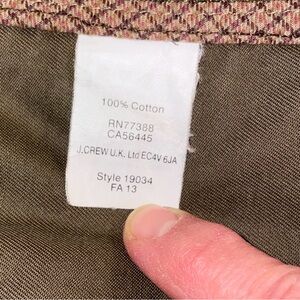 100% Cotton
RN77388
CA56445
J.CREW U.K. Ltd EC4V 6JA
Style 19034
FA 13